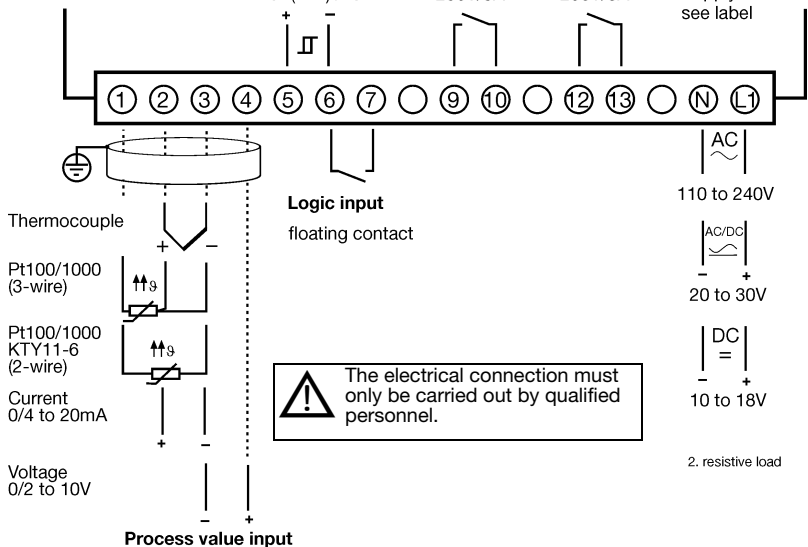 see label
+ −
1 2 3 4 5 6 7 9 10 12 13 N L1
AC
110 to 240V
Logic input
floating contact
Thermocouple
+ −
AC/DC
− +
20 to 30V
Pt100/1000
(3-wire)
ϑ
Pt100/1000
KTY11-6
(2-wire)
ϑ
DC
=
− +
10 to 18V
The electrical connection must
only be carried out by qualified
personnel.
!
Current
0/4 to 20mA
+ −
2. resistive load
Voltage
0/2 to 10V
− +
Process value input